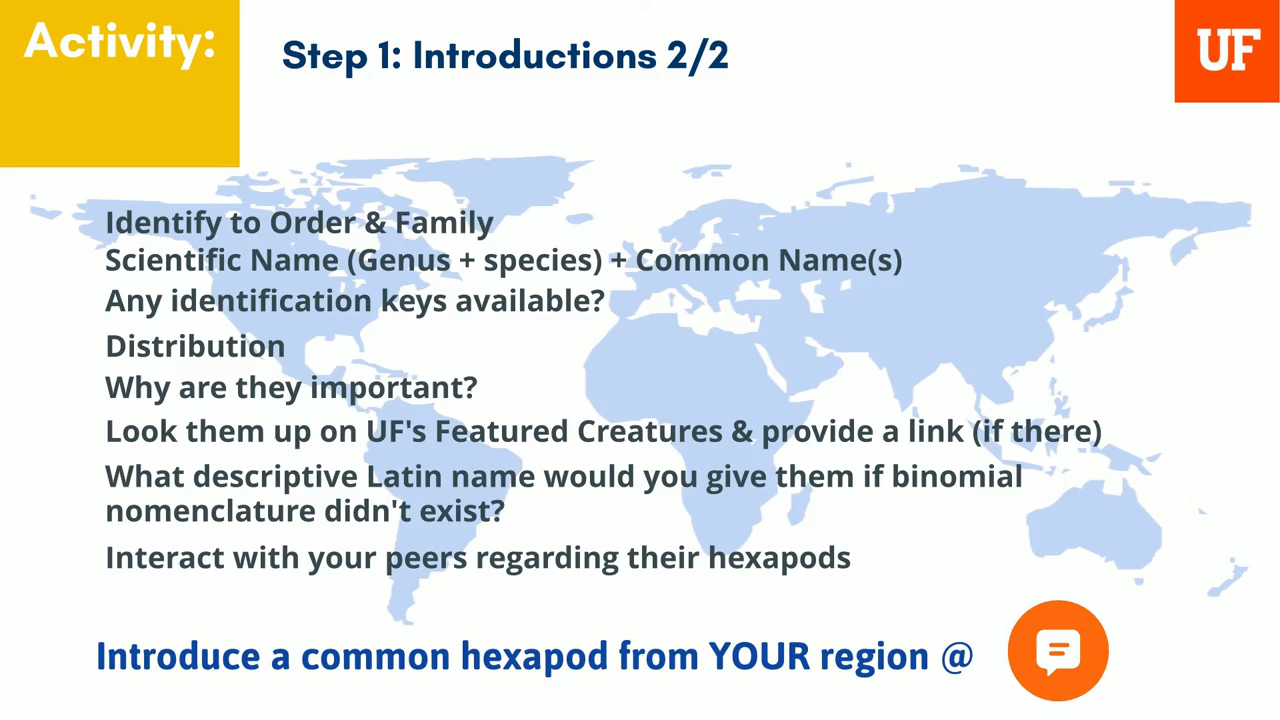 Activity:
Step 1: Introductions 2/2
UF
Identify to Order & Family
Scientific Name (Genus + species) + Common Name(s)
Any identification keys available?
Distribution
Why are they important?
Look them up on UF's Featured Creatures & provide a link (if there)
What descriptive Latin name would you give them if binomial
nomenclature didn't exist?
Interact with your peers regarding their hexapods
Introduce a common hexapod from YOUR region @